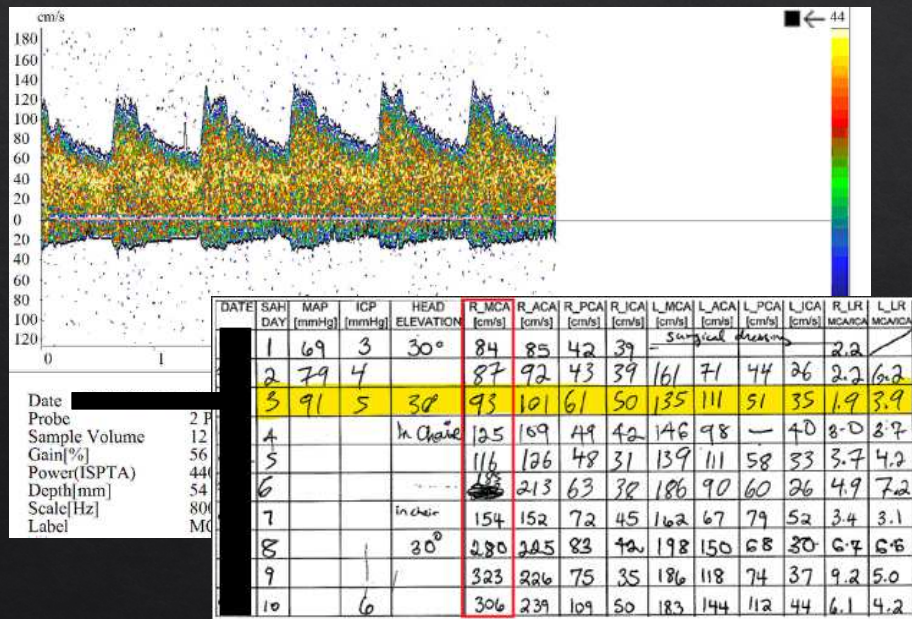 cm/s
44
180
160
140
120
100
80
60
40
20
0
20
40
60
80
100
120
0 1
Date
Probe 2 P
Sample Volume 12
Gain[%] 56
Power(ISPTA) 440
Depth[mm] 54
Scale[Hz] 800
Label MC
DATE SAH DAY MAP [mmHg] ICP [mmHg] HEAD ELEVATION R_MCA [cm/s] R_ACA [cm/s] R_PCA [cm/s] R_ICA [cm/s] L_MCA [cm/s] L_ACA [cm/s] L_PCA [cm/s] L_ICA [cm/s] R_LR MCA/ICA L_LR MCA/ICA
1 69 3 30° 84 85 42 39 - surgical dressing 2.2
2 79 4 87 92 43 39 161 71 44 26 2.2 6.2
3 91 5 30° 93 101 61 50 135 111 51 35 1.9 3.9
4 In Chair 125 109 49 42 146 98 — 40 3.0 3.7
5 116 126 48 31 139 111 58 33 3.7 4.2
6 183 213 63 38 186 90 60 26 4.9 7.2
7 in chair 154 152 72 45 162 67 79 52 3.4 3.1
8 30° 280 225 83 42 198 150 68 30 6.7 6.6
9 323 226 75 35 186 118 74 37 9.2 5.0
10 6 306 239 109 50 183 144 112 44 6.1 4.2